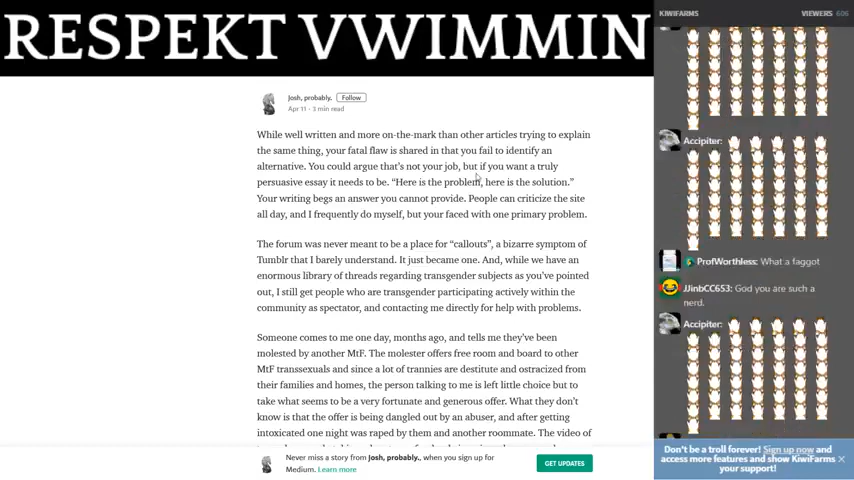 RESPEKT VWIMMIN
Josh, probably. Follow
Apr 11 · 3 min read
While well written and more on-the-mark than other articles trying to explain
the same thing, your fatal flaw is shared in that you fail to identify an
alternative. You could argue that's not your job, but if you want a truly
persuasive essay it needs to be. “Here is the problem, here is the solution.”
Your writing begs an answer you cannot provide. People can criticize the site
all day, and I frequently do myself, but your faced with one primary problem.
The forum was never meant to be a place for “callouts”, a bizarre symptom of
Tumblr that I barely understand. It just became one. And, while we have an
enormous library of threads regarding transgender subjects as you've pointed
out, I still get people who are transgender participating actively within the
community as spectator, and contacting me directly for help with problems.
Someone comes to me one day, months ago, and tells me they've been
molested by another MtF. The molester offers free room and board to other
MtF transsexuals and since a lot of trannies are destitute and ostracized from
their families and homes, the person talking to me is left little choice but to
take what seems to be a very fortunate and generous offer. What they don't
know is that the offer is being dangled out by an abuser, and after getting
intoxicated one night was raped by them and another roommate. The video of
Never miss a story from Josh, probably., when you sign up for
Medium. Learn more
GET UPDATES
KIWIFARMS
VIEWERS 606
Accipiter:
ProfWorthless: What a faggot
JJinbCC653: God you are such a
nerd.
Accipiter:
Don't be a troll forever! Sign up now and
access more features and show KiwiFarms
your support!